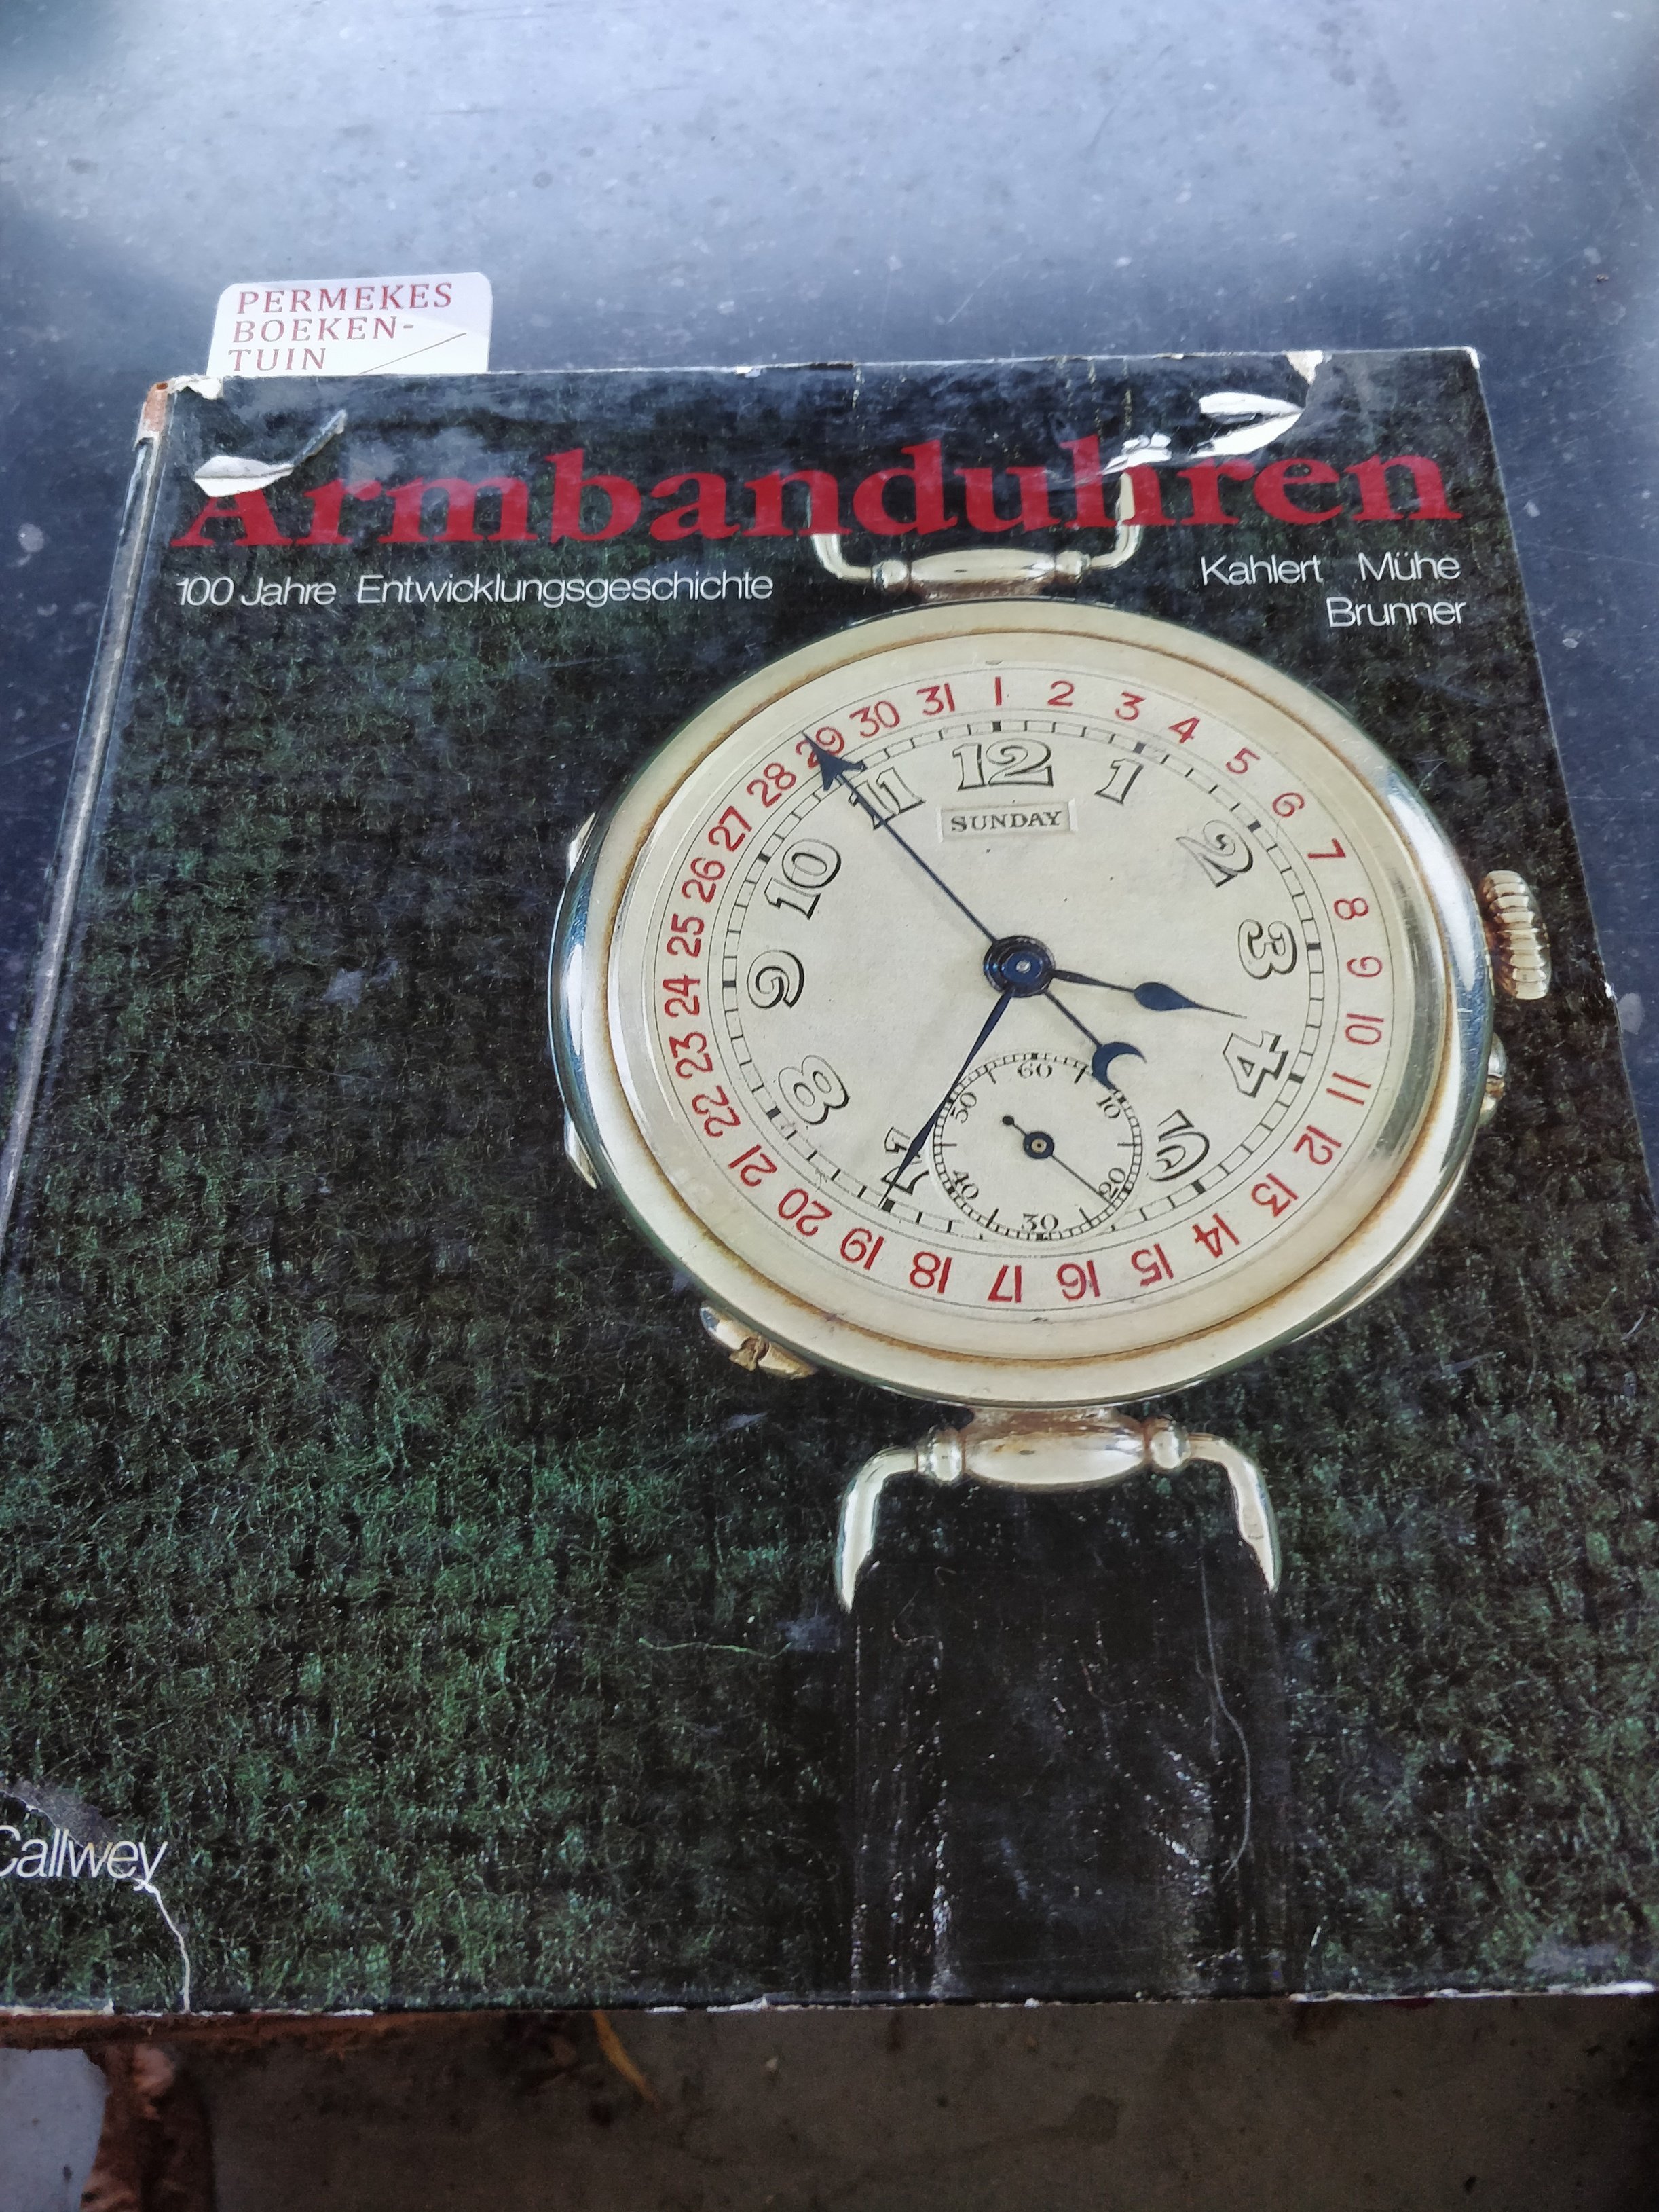 PERMEKES
BOEKEN-
TUIN
Armbanduhren
100 Jahre Entwicklungsgeschichte
Kahlert Mühe
Brunner
1 2 3 4 5 6 7 8 9 10 11 12 13 14 15 16 17 18 19 20 21 22 23 24 25 26 27 28 29 30 31
12 1 2 3 4 5 7 8 9 10 11
SUNDAY
60 10 20 30 40 50
Callwey